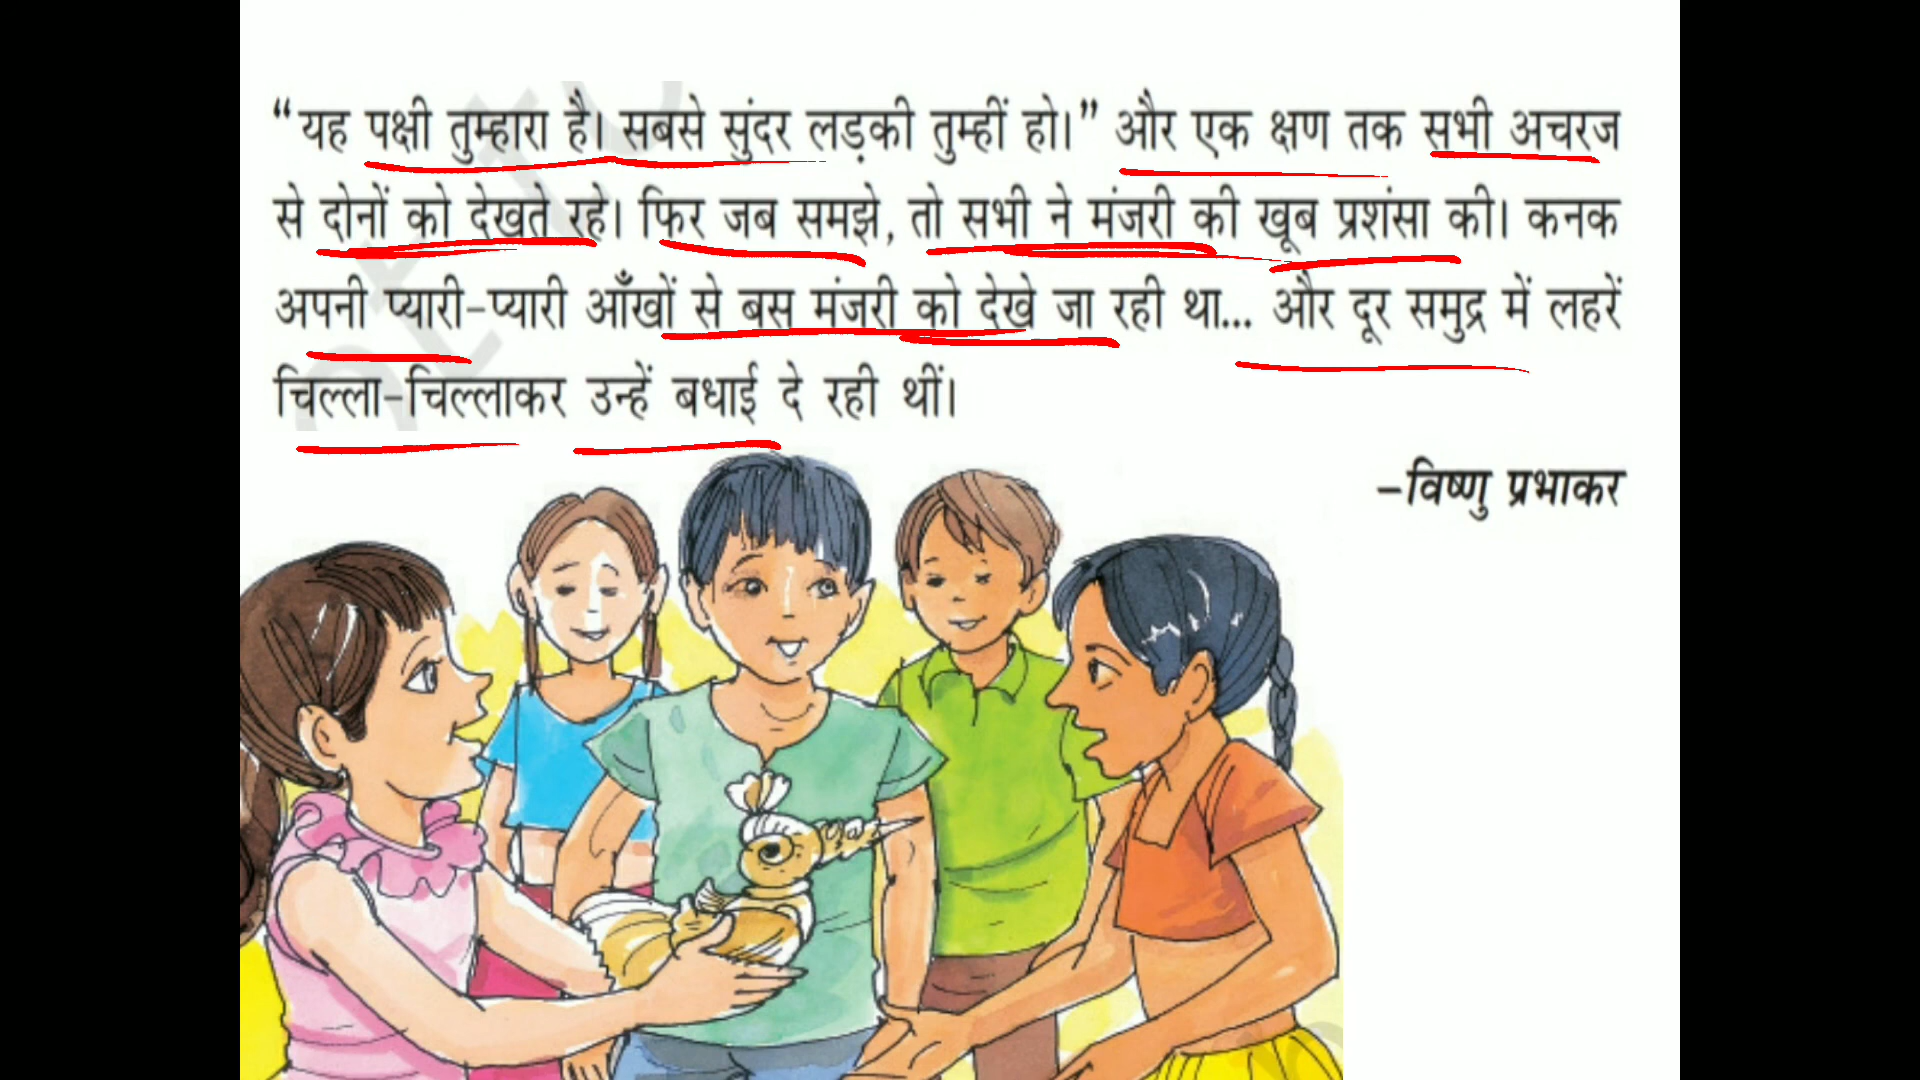 “यह पक्षी तुम्हारा है। सबसे सुंदर लड़की तुम्हीं हो।” और एक क्षण तक सभी अचरज
से दोनों को देखते रहे। फिर जब समझे, तो सभी ने मंजरी की खूब प्रशंसा की। कनक
अपनी प्यारी-प्यारी आँखों से बस मंजरी को देखे जा रही था... और दूर समुद्र में लहरें
चिल्ला-चिल्लाकर उन्हें बधाई दे रही थीं।
–विष्णु प्रभाकर